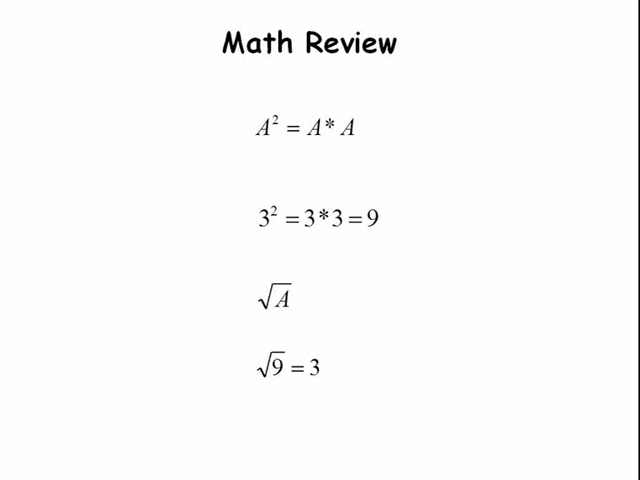 Math Review
A² = A * A
3² = 3 * 3 = 9
√A
√9 = 3